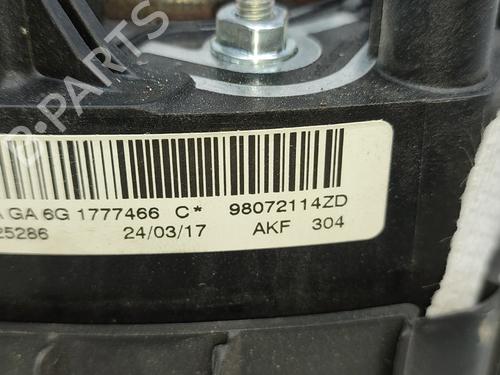 B-PARTS
GA 6G 1777466 C* 98072114ZD
25286 24/03/17 AKF 304